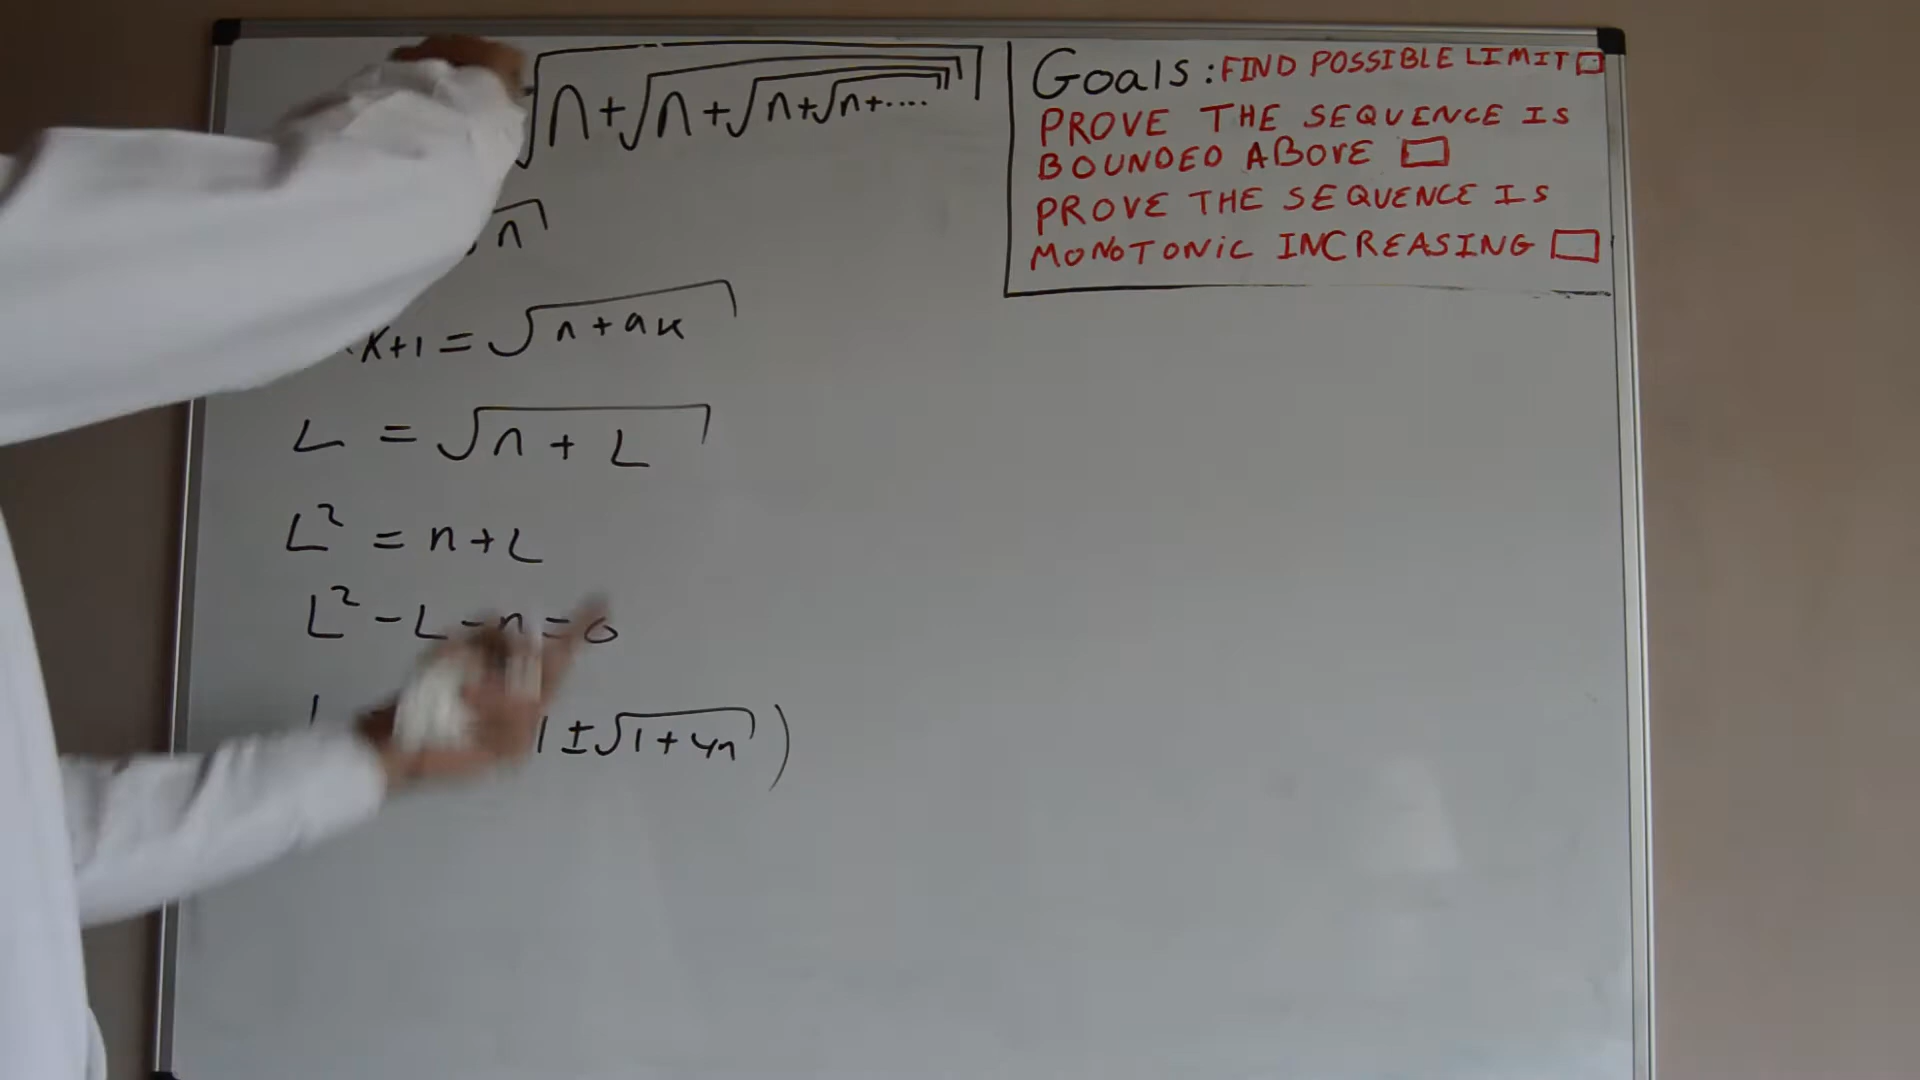 √(n+√(n+√(n+√(n+....
√n
K+1 = √(n + aK)
L = √(n + L)
L² = n+L
L² - L - n = 0
1 ± √(1 + 4n) )
Goals: FIND POSSIBLE LIMIT □
PROVE THE SEQUENCE IS
BOUNDED ABOVE □
PROVE THE SEQUENCE IS
MONOTONIC INCREASING □